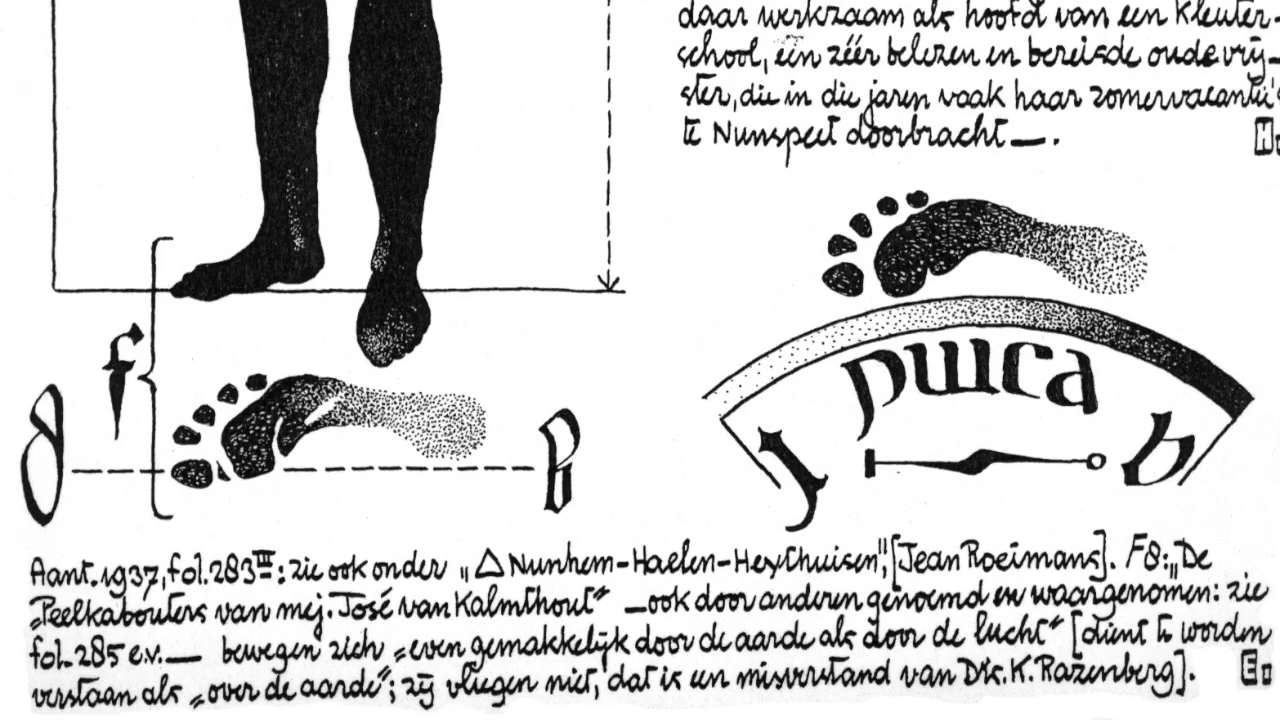 daar werkzaam als hoofd van een kleuter-
school, één zéér belezen en bereisde oude vrij-
ster, die in die jaren vaak haar zomervacantie's
te Nunspeet doorbracht —.
H.
f
B
J
b
Aant. 1937, fol. 283III: zie ook onder „△ Nunhem-Haelen-Heythuisen", [Jean Roeimans]. F8: „De
„Peelkabouters van mej. José van Kalmthout" — ook door anderen genoemd en waargenomen: zie
fol. 285 e.v. — bewegen zich „even gemakkelijk door de aarde als door de lucht" [dient te worden
verstaan als „over de aarde"; zij vliegen niet, dat is een misverstand van Drs. K. Razenberg].
E.